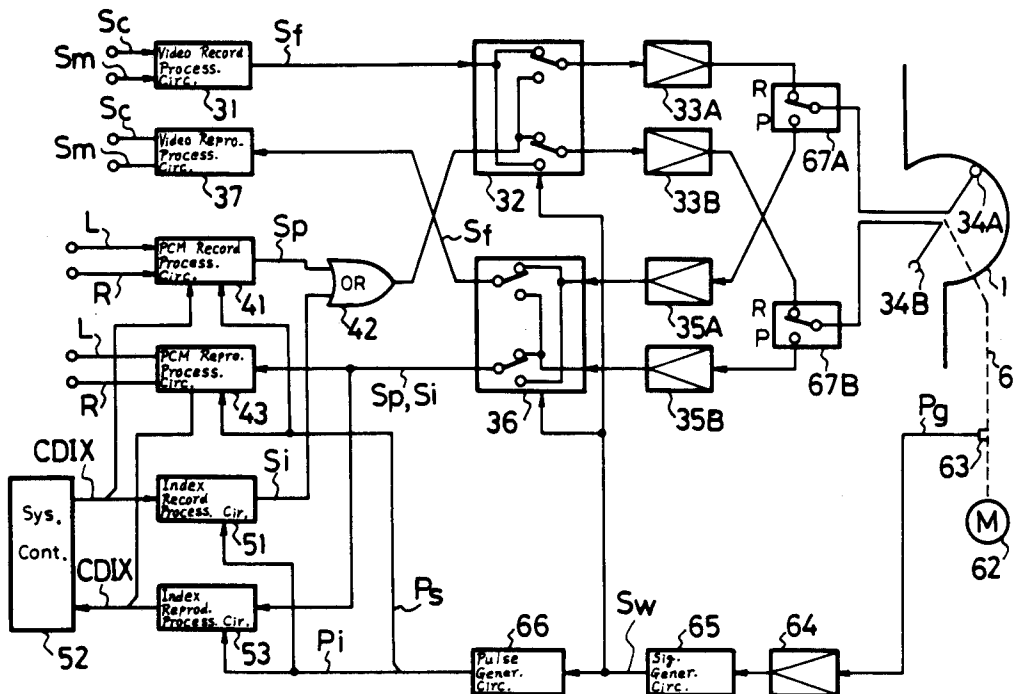 Sc
Sm
Video Record
Process.
Circ.
31
Sf
32
33A
R
P
67A
Sc
Sm
Video Repro.
Process.
Circ.
37
Sf
33B
34A
34B
1
L
R
PCM Record
Process.
Circ.
41
Sp
OR
42
35A
R
P
67B
L
R
PCM Repro.
Process.
Circ.
43
Sp, Si
36
35B
6
Pg
63
M
62
CDIX
Sys.
Cont.
52
Index
Record
Process. Cir.
51
Si
CDIX
Index
Reprod.
Process. Cir.
53
Ps
Pi
66
Pulse
Gener.
Circ.
Sw
65
Sig.
Gener.
Circ.
64